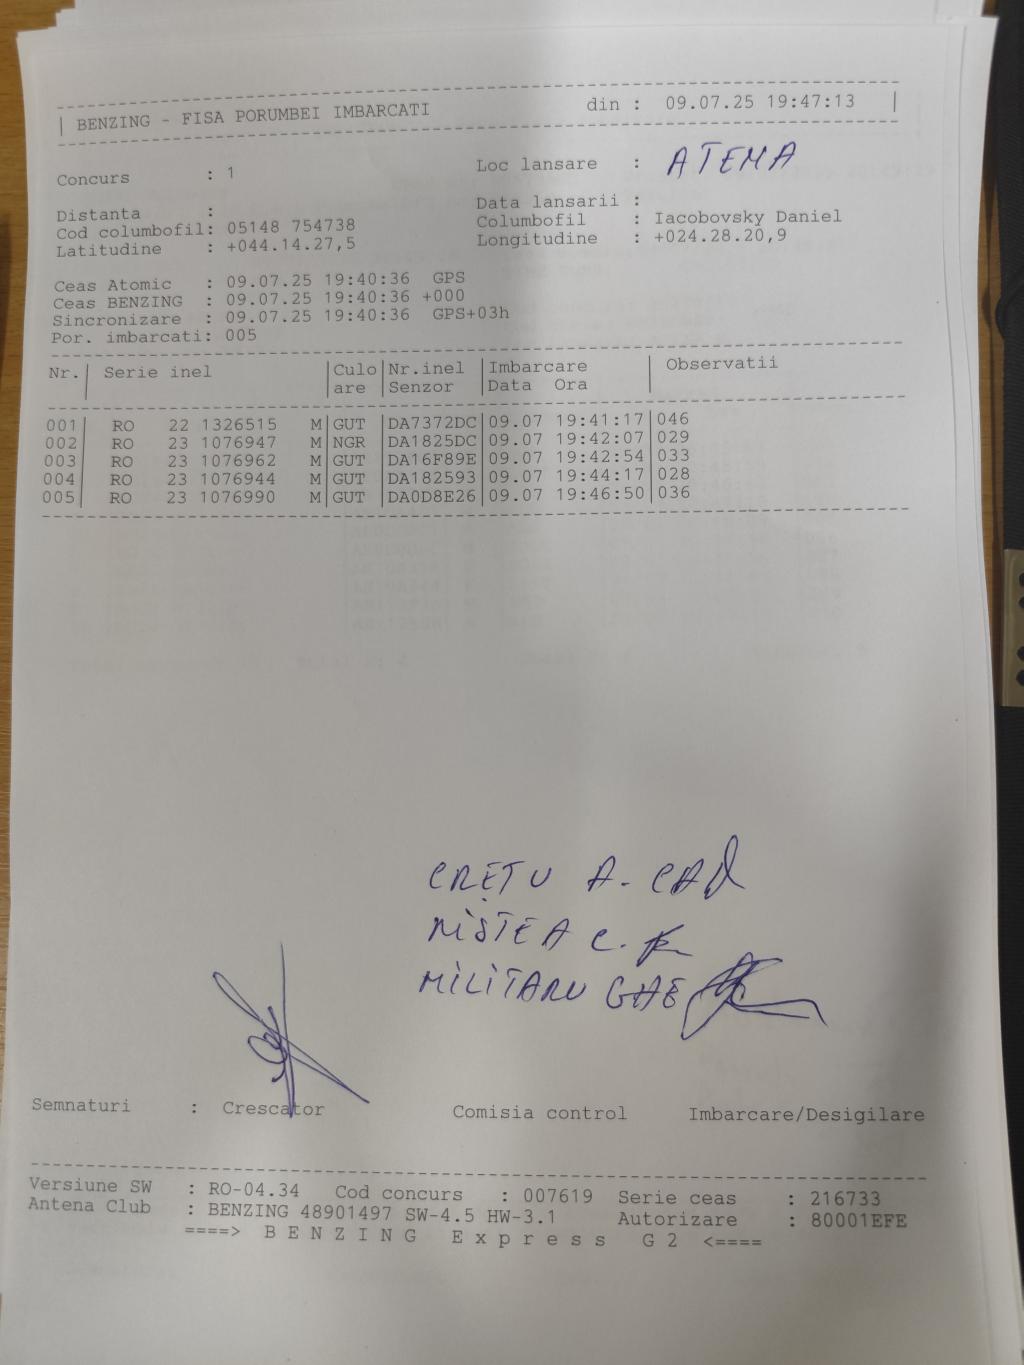 | BENZING - FISA PORUMBEI IMBARCATI din : 09.07.25 19:47:13 |
Concurs : 1 Loc lansare : ATENA
Distanta : Data lansarii :
Cod columbofil: 05148 754738 Columbofil : Iacobovsky Daniel
Latitudine : +044.14.27,5 Longitudine : +024.28.20,9
Ceas Atomic : 09.07.25 19:40:36 GPS
Ceas BENZING : 09.07.25 19:40:36 +000
Sincronizare : 09.07.25 19:40:36 GPS+03h
Por. imbarcati: 005
Nr.| Serie inel |Culo|Nr.inel |Imbarcare | Observatii
| |are |Senzor |Data Ora |
001| RO 22 1326515 M|GUT |DA7372DC|09.07 19:41:17|046
002| RO 23 1076947 M|NGR |DA1825DC|09.07 19:42:07|029
003| RO 23 1076962 M|GUT |DA16F89E|09.07 19:42:54|033
004| RO 23 1076944 M|GUT |DA182593|09.07 19:44:17|028
005| RO 23 1076990 M|GUT |DA0D8E26|09.07 19:46:50|036
CREȚU A.
NISTEA C.
MILITARU GHE
Semnaturi : Crescator Comisia control Imbarcare/Desigilare
Versiune SW : RO-04.34 Cod concurs : 007619 Serie ceas : 216733
Antena Club : BENZING 48901497 SW-4.5 HW-3.1 Autorizare : 80001EFE
====> B E N Z I N G E x p r e s s G 2 <====